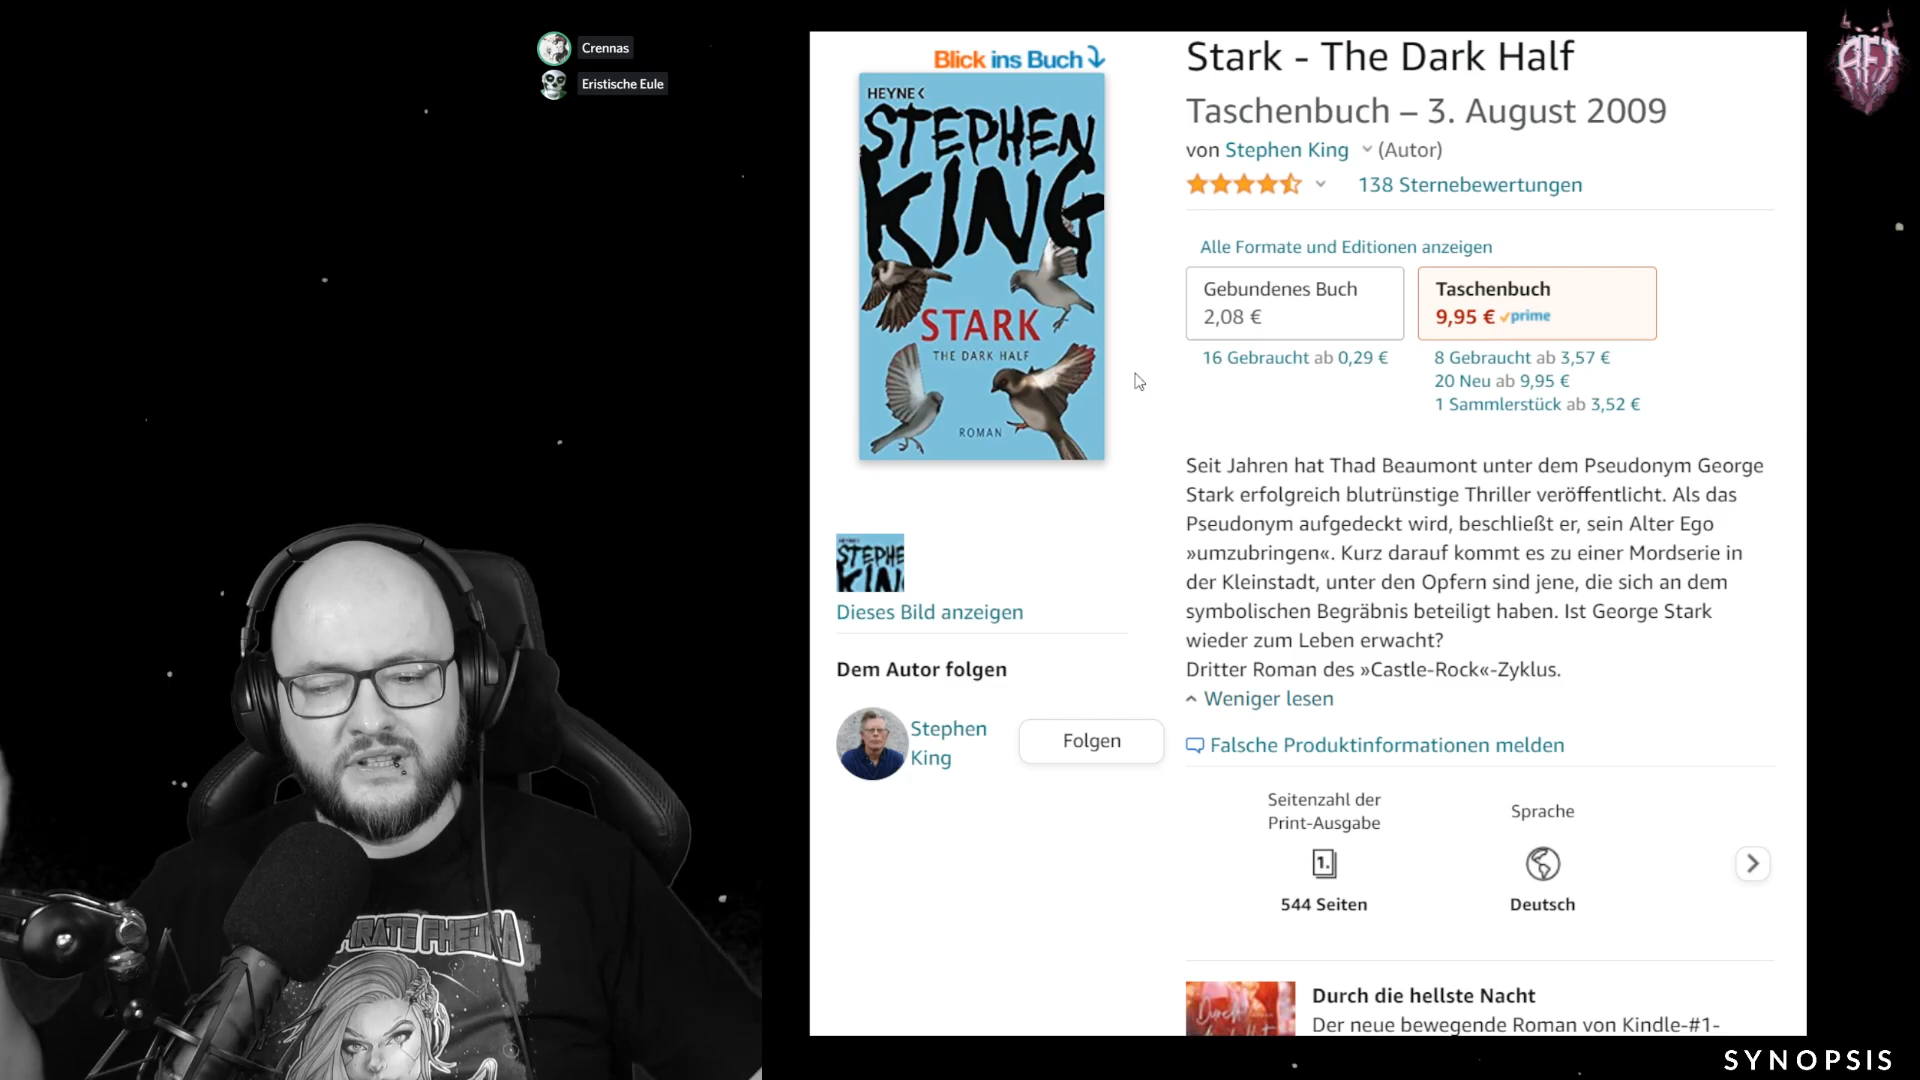 Crennas
Eristische Eule
AFT
Blick ins Buch
HEYNE <
STEPHEN
KING
STARK
THE DARK HALF
ROMAN
STEPHE
KIN
Dieses Bild anzeigen
Dem Autor folgen
Stephen
King
Folgen
Stark - The Dark Half
Taschenbuch – 3. August 2009
von Stephen King (Autor)
138 Sternebewertungen
Alle Formate und Editionen anzeigen
Gebundenes Buch
2,08 €
16 Gebraucht ab 0,29 €
Taschenbuch
9,95 € prime
8 Gebraucht ab 3,57 €
20 Neu ab 9,95 €
1 Sammlerstück ab 3,52 €
Seit Jahren hat Thad Beaumont unter dem Pseudonym George
Stark erfolgreich blutrünstige Thriller veröffentlicht. Als das
Pseudonym aufgedeckt wird, beschließt er, sein Alter Ego
»umzubringen«. Kurz darauf kommt es zu einer Mordserie in
der Kleinstadt, unter den Opfern sind jene, die sich an dem
symbolischen Begräbnis beteiligt haben. Ist George Stark
wieder zum Leben erwacht?
Dritter Roman des »Castle-Rock«-Zyklus.
Weniger lesen
Falsche Produktinformationen melden
Seitenzahl der
Print-Ausgabe
1.
544 Seiten
Sprache
Deutsch
Durch die hellste Nacht
Der neue bewegende Roman von Kindle-#1-
SYNOPSIS